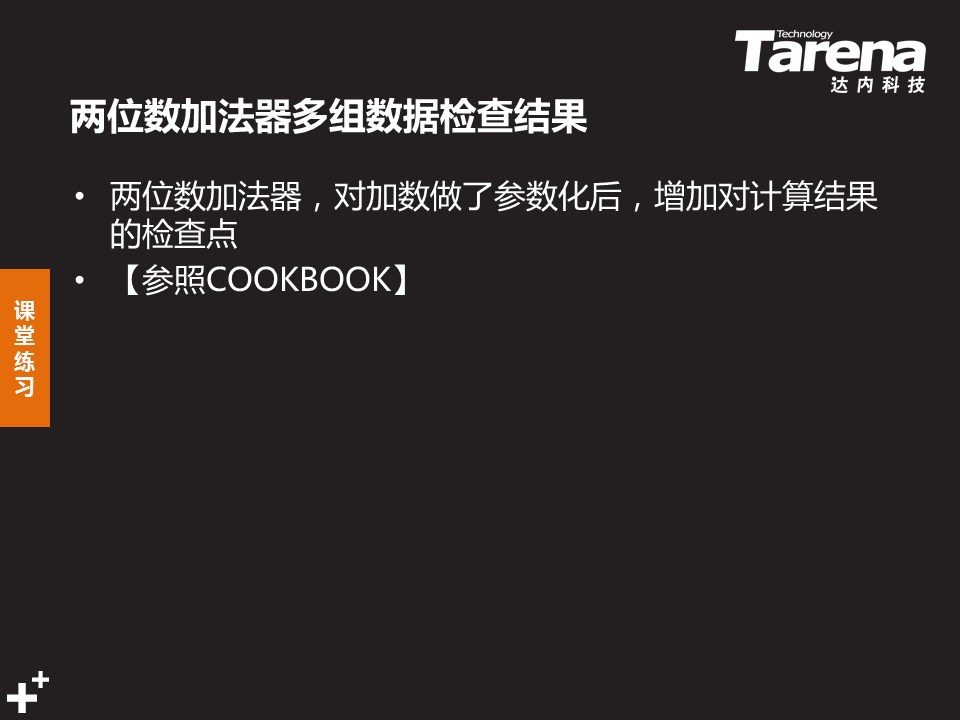 Technology
Tarena
达内科技
两位数加法器多组数据检查结果
• 两位数加法器，对加数做了参数化后，增加对计算结果
的检查点
• 【参照COOKBOOK】
课
堂
练
习